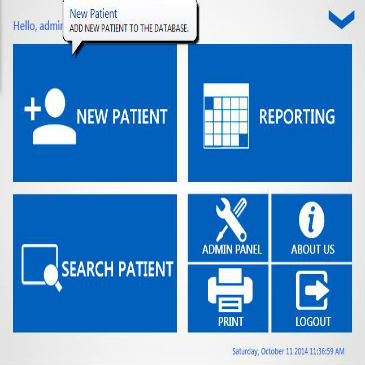 New Patient
ADD NEW PATIENT TO THE DATABASE.
Hello, admin
NEW PATIENT
REPORTING
SEARCH PATIENT
ADMIN PANEL
ABOUT US
PRINT
LOGOUT
Saturday, October 11 2014 11:36:59 AM